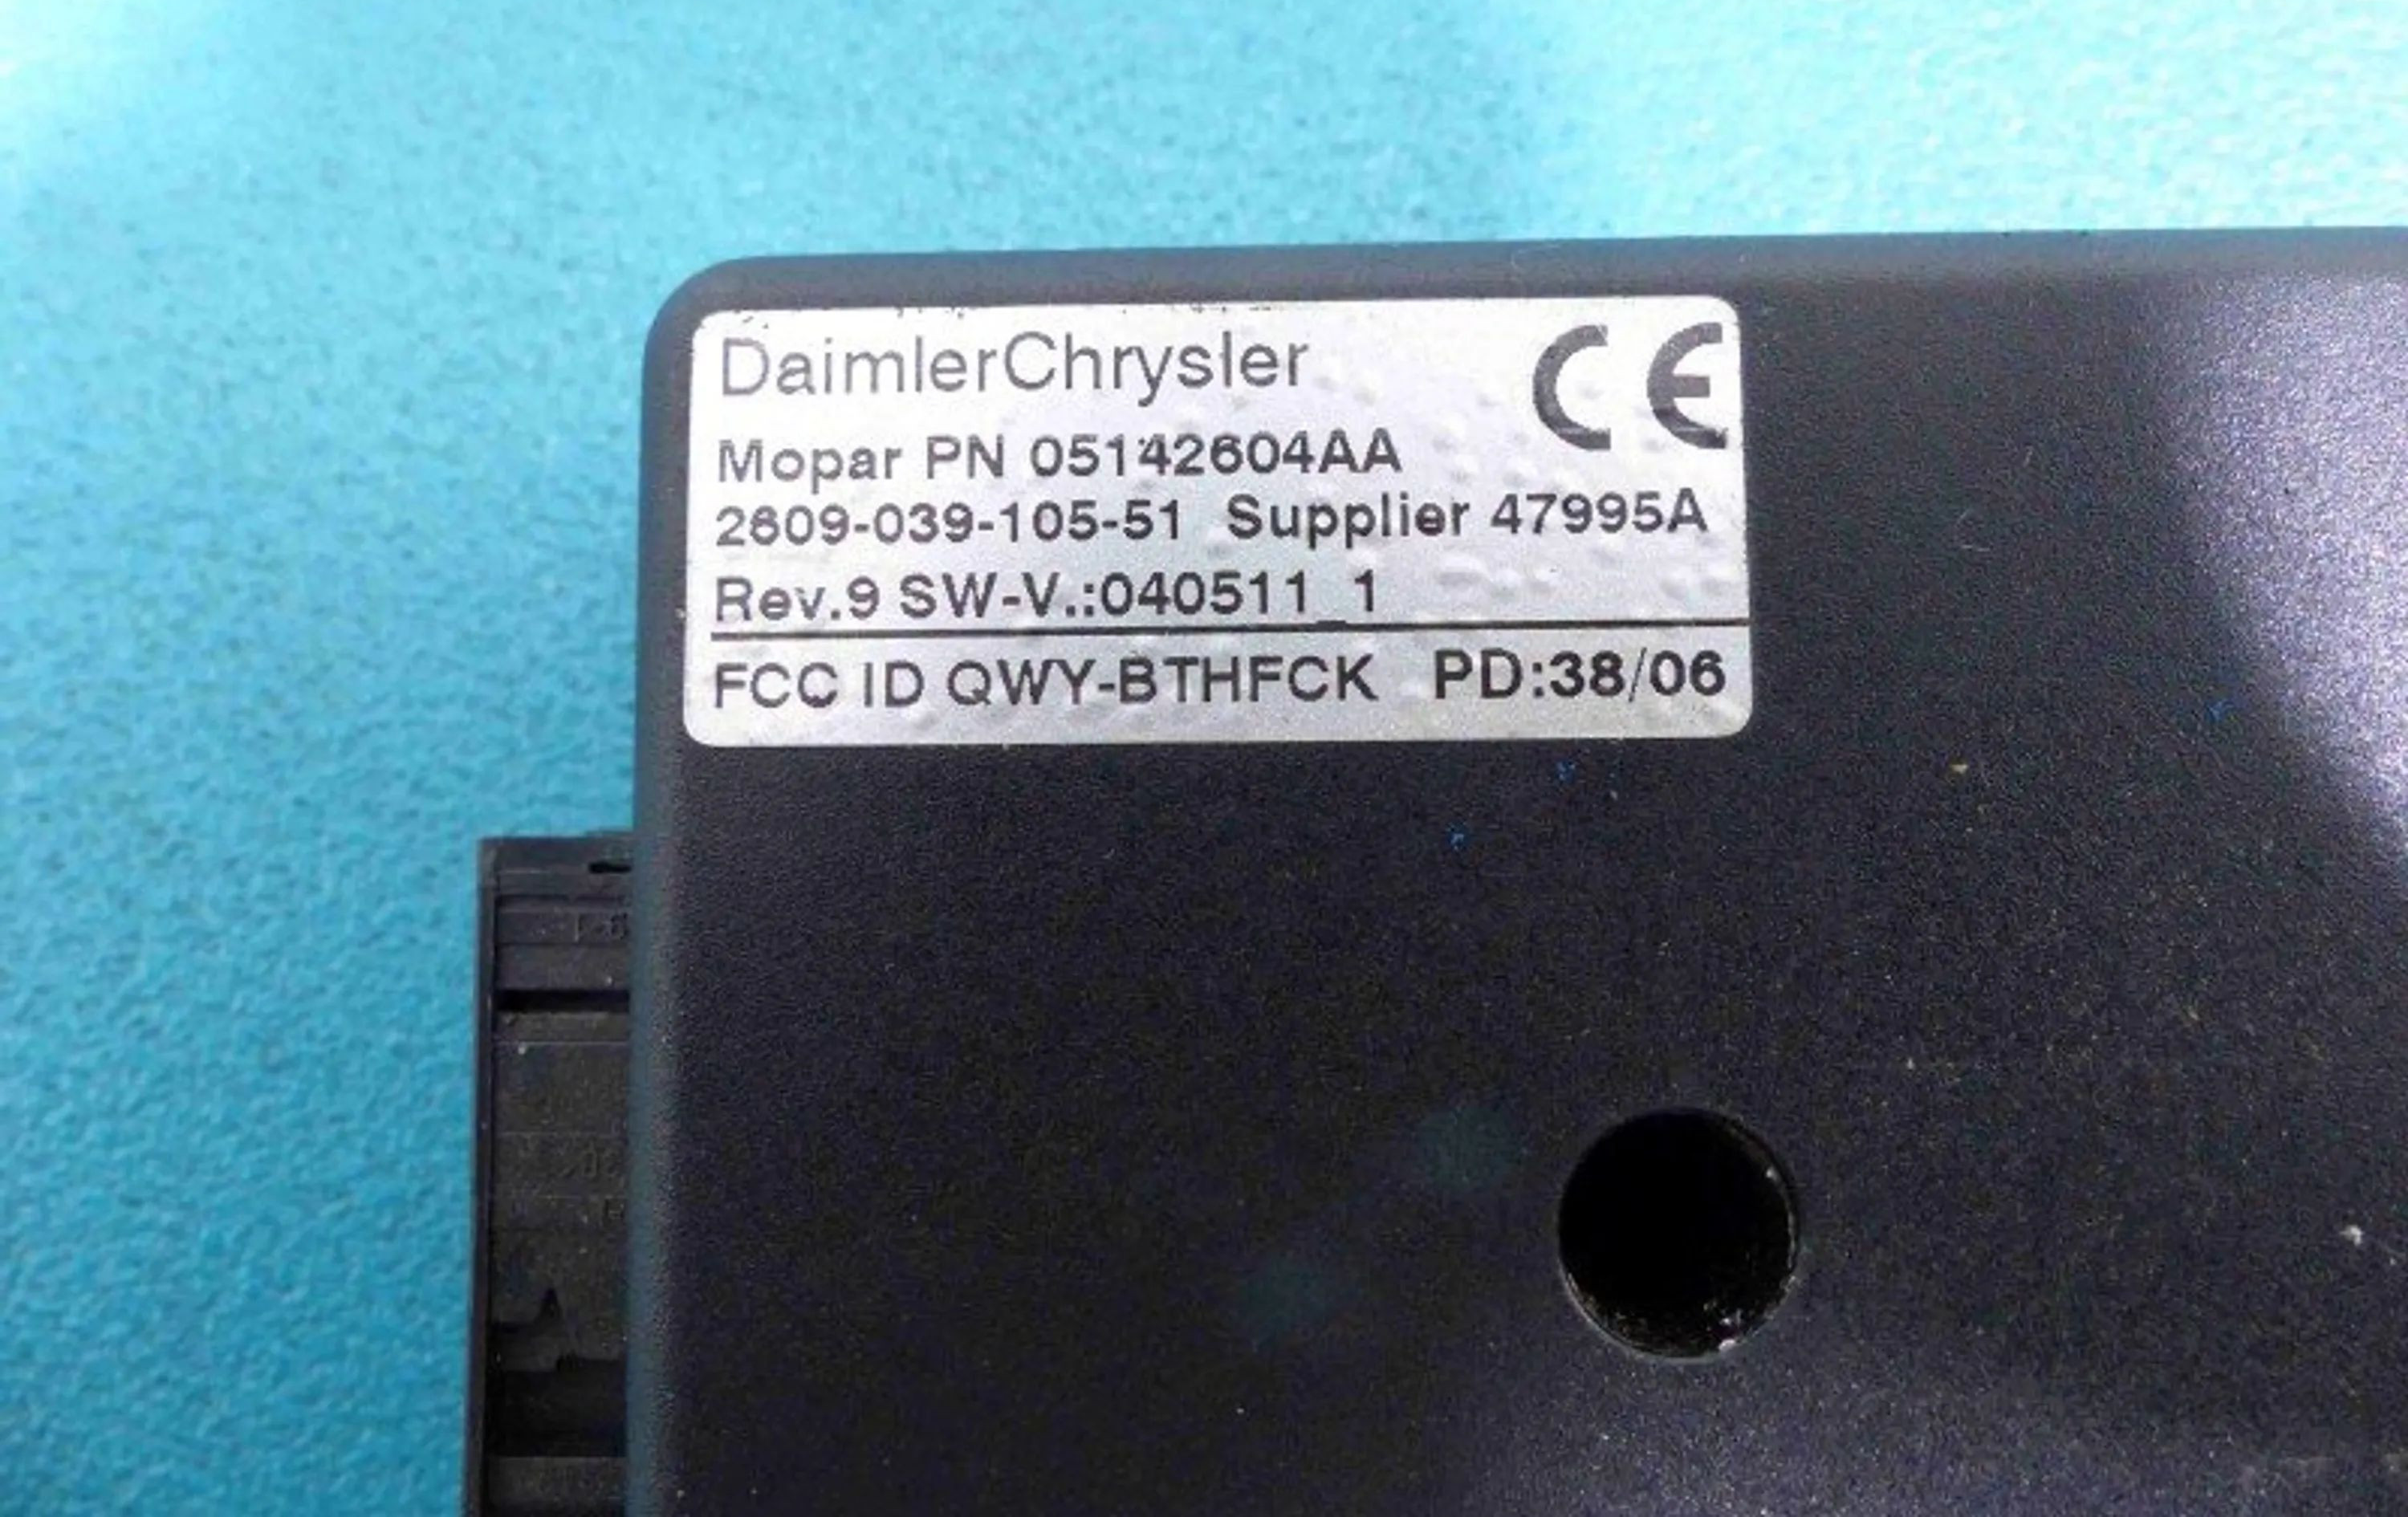 DaimlerChrysler CE
Mopar PN 05142604AA
2609-039-105-51 Supplier 47995A
Rev.9 SW-V.:040511_1
FCC ID QWY-BTHFCK PD:38/06